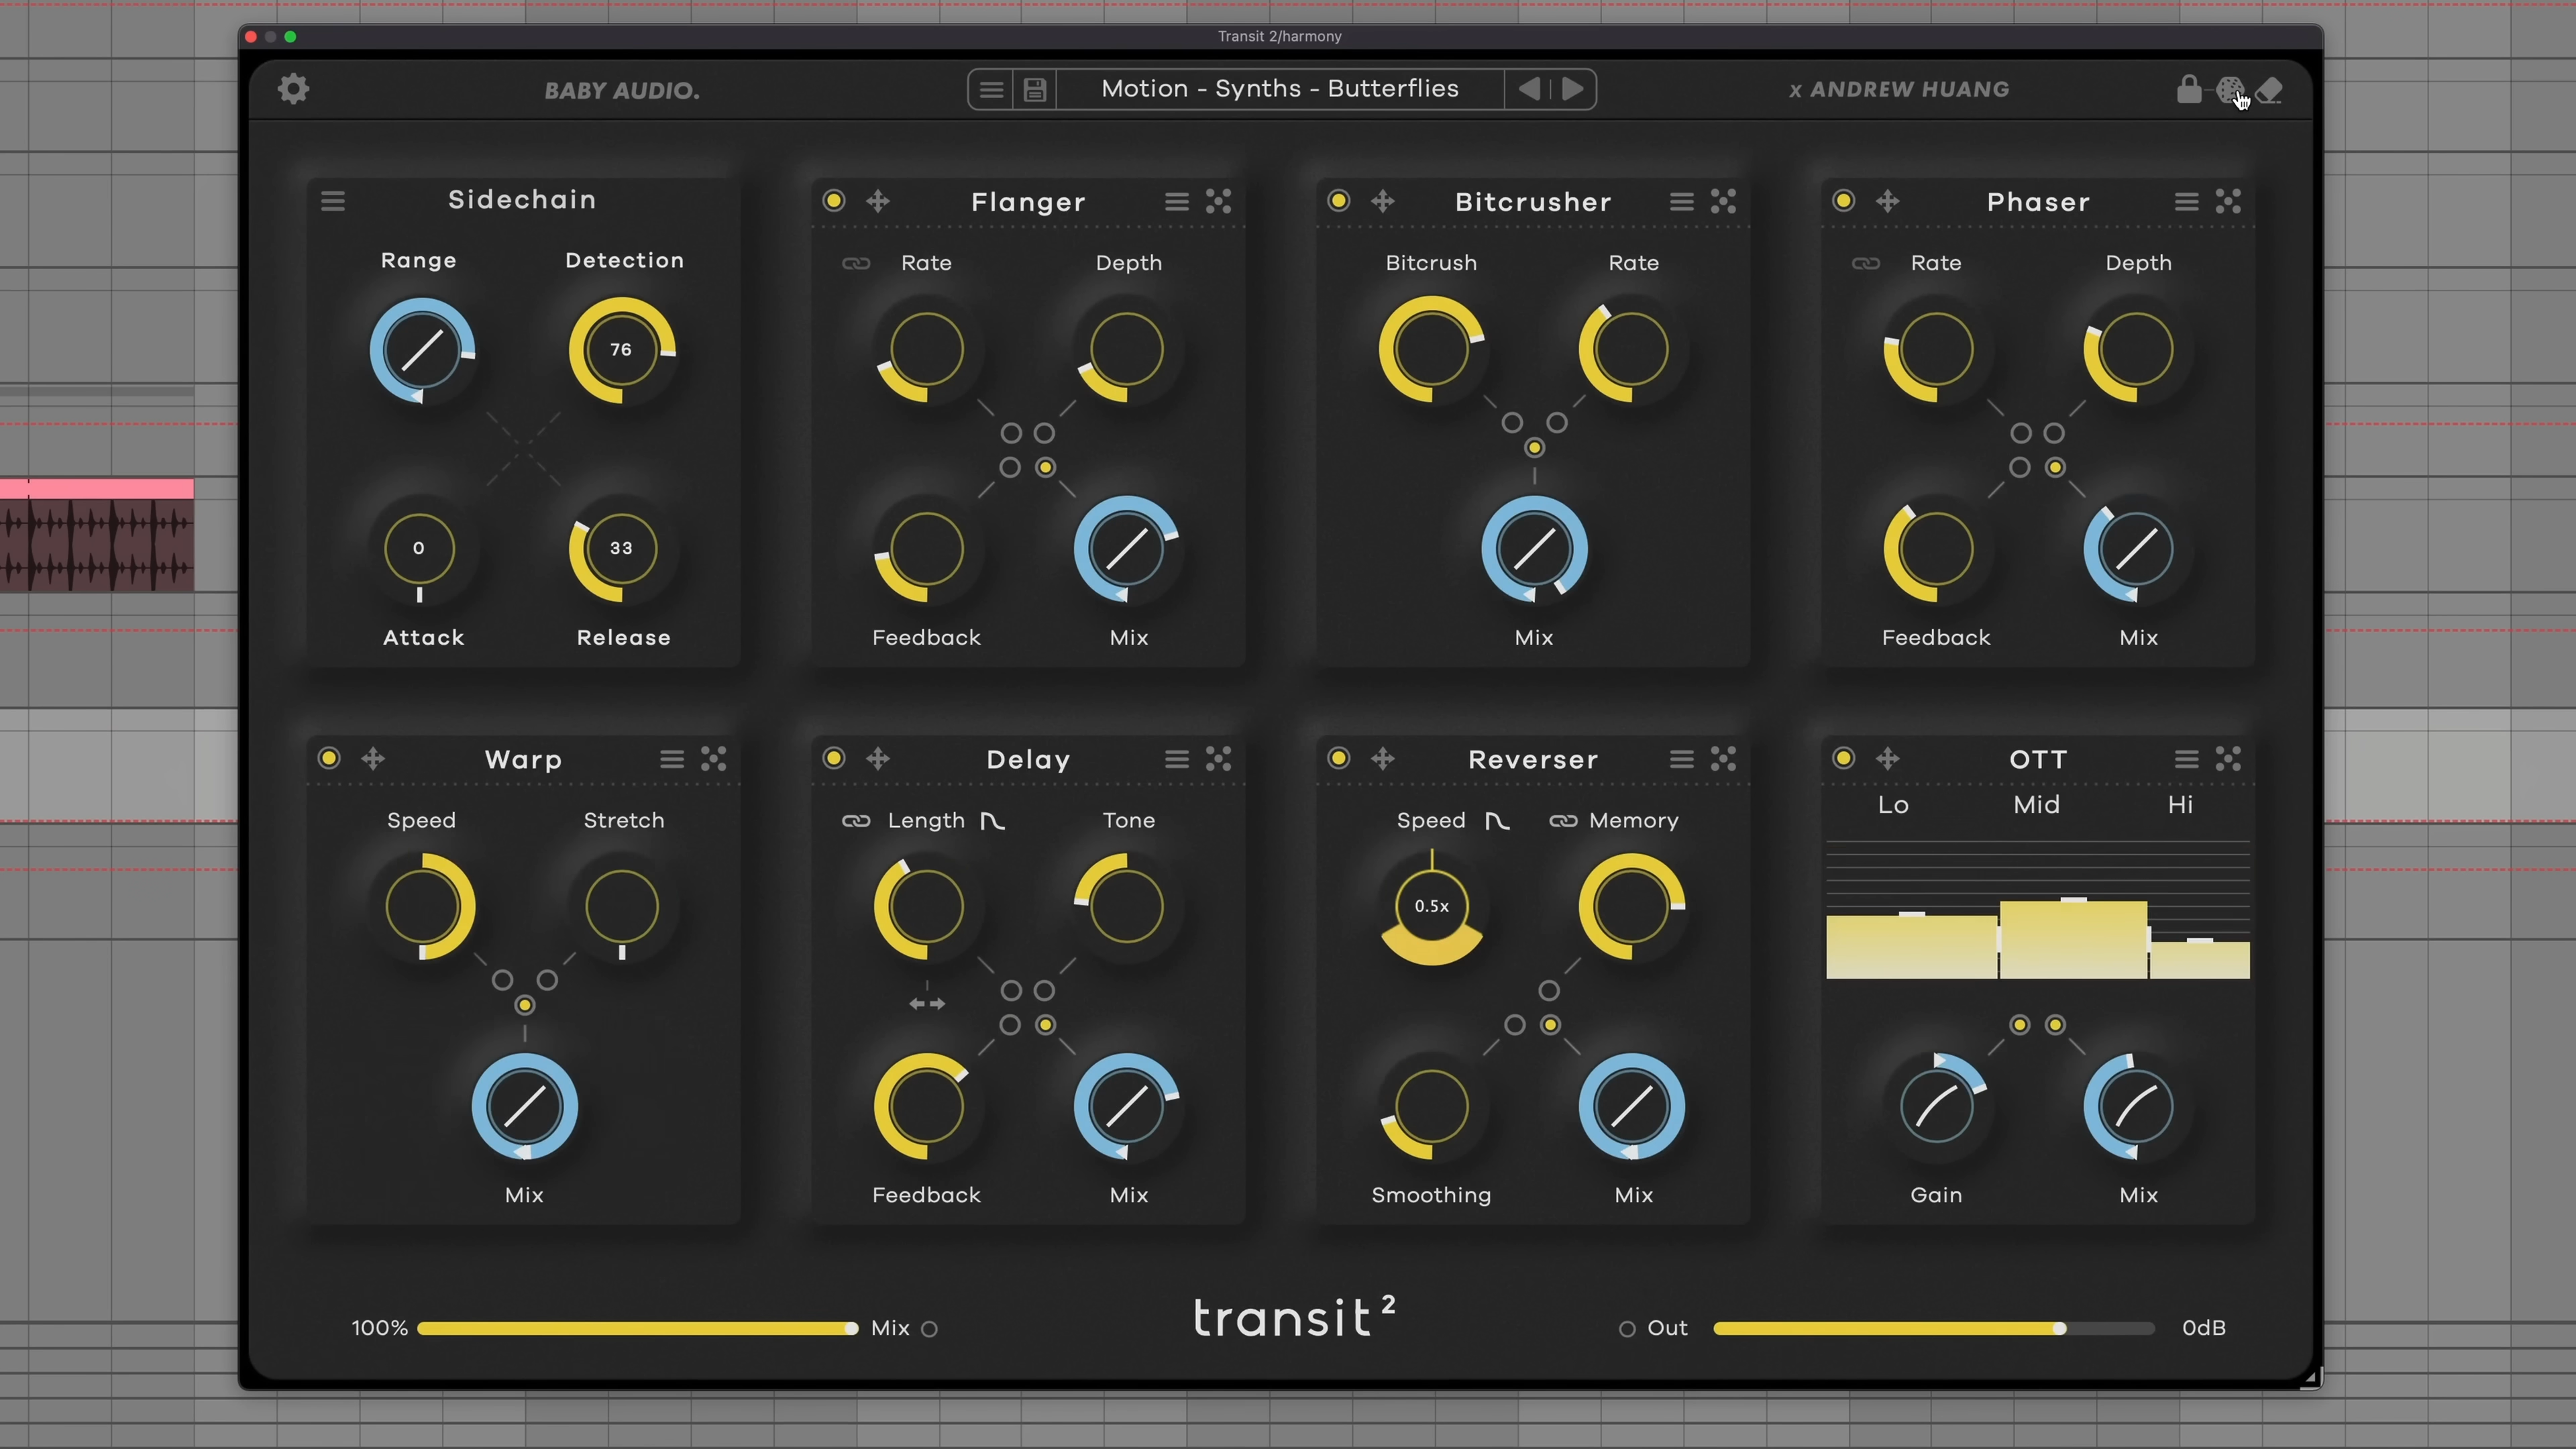 Transit 2/harmony
BABY AUDIO.
Motion - Synths - Butterflies
x ANDREW HUANG
Sidechain
Range
Detection
76
0
33
Attack
Release
Flanger
Rate
Depth
Feedback
Mix
Bitcrusher
Bitcrush
Rate
Mix
Phaser
Rate
Depth
Feedback
Mix
Warp
Speed
Stretch
Mix
Delay
Length
Tone
Feedback
Mix
Reverser
Speed
Memory
0.5x
Smoothing
Mix
OTT
Lo
Mid
Hi
Gain
Mix
100%
Mix
transit²
Out
0dB